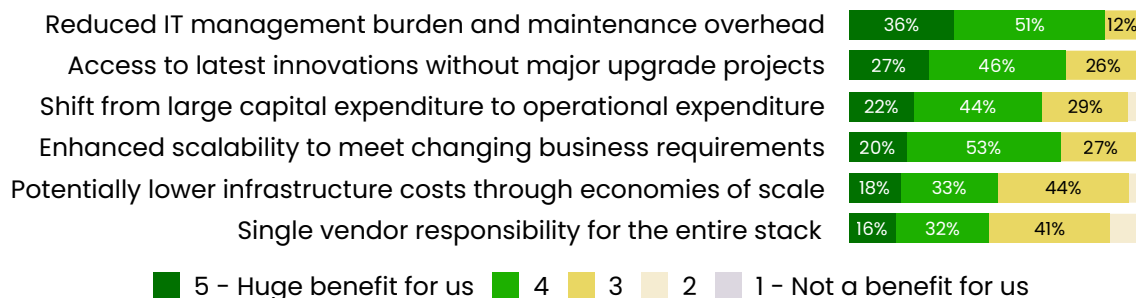 Reduced IT management burden and maintenance overhead 36% 51% 12%
Access to latest innovations without major upgrade projects 27% 46% 26%
Shift from large capital expenditure to operational expenditure 22% 44% 29%
Enhanced scalability to meet changing business requirements 20% 53% 27%
Potentially lower infrastructure costs through economies of scale 18% 33% 44%
Single vendor responsibility for the entire stack 16% 32% 41%
5 - Huge benefit for us 4 3 2 1 - Not a benefit for us